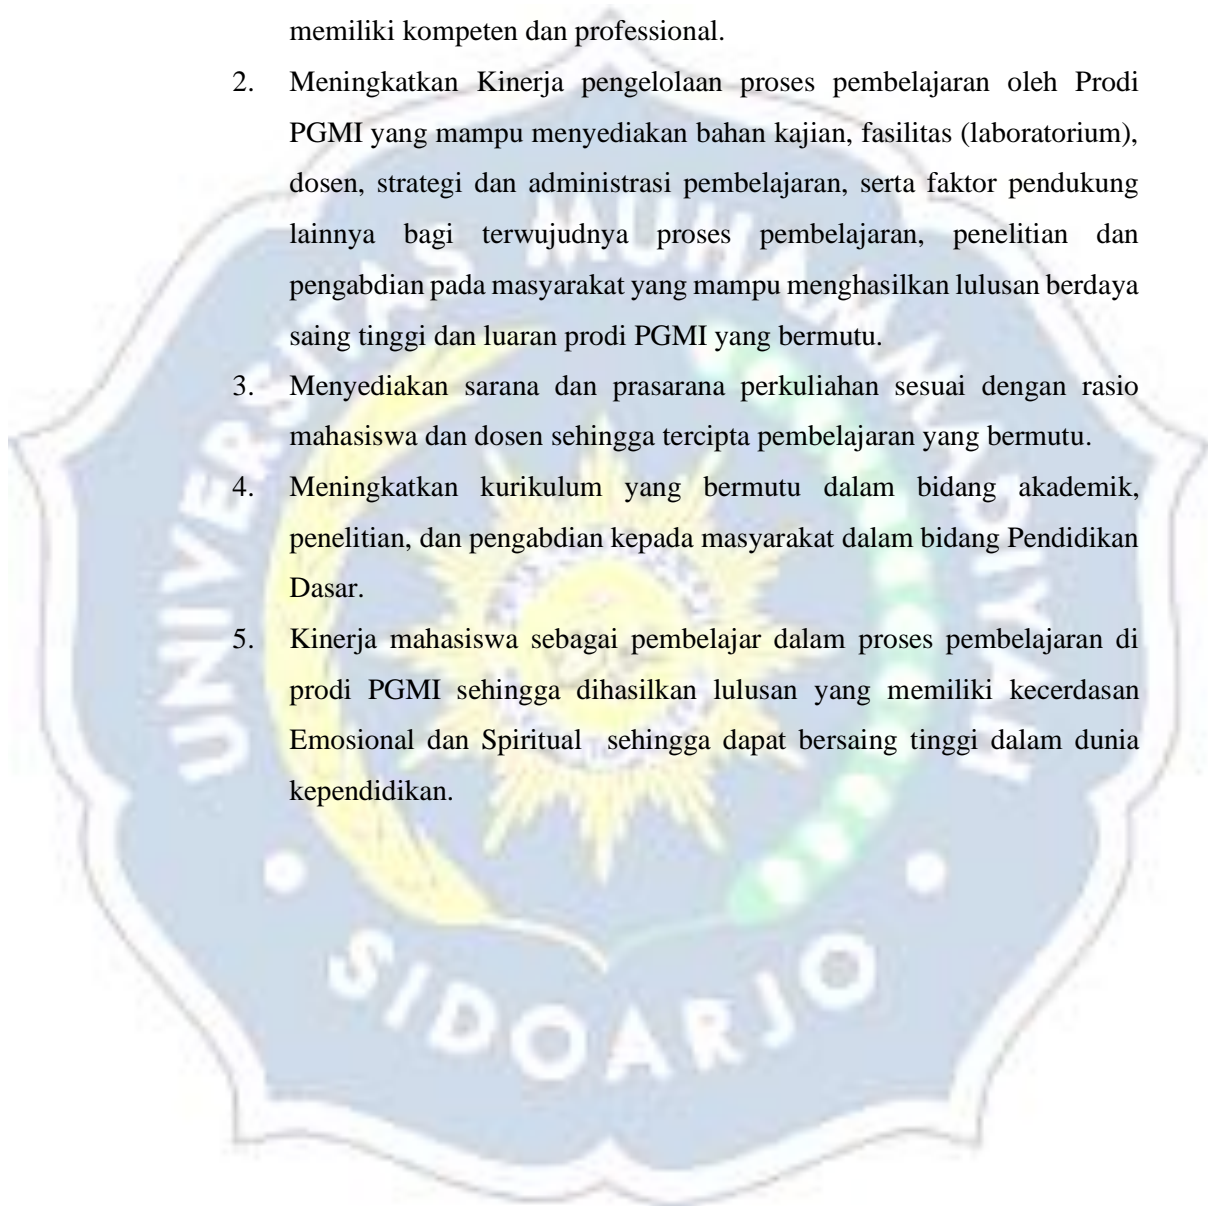 memiliki kompeten dan professional.
2. Meningkatkan Kinerja pengelolaan proses pembelajaran oleh Prodi
PGMI yang mampu menyediakan bahan kajian, fasilitas (laboratorium),
dosen, strategi dan administrasi pembelajaran, serta faktor pendukung
lainnya bagi terwujudnya proses pembelajaran, penelitian dan
pengabdian pada masyarakat yang mampu menghasilkan lulusan berdaya
saing tinggi dan luaran prodi PGMI yang bermutu.
3. Menyediakan sarana dan prasarana perkuliahan sesuai dengan rasio
mahasiswa dan dosen sehingga tercipta pembelajaran yang bermutu.
4. Meningkatkan kurikulum yang bermutu dalam bidang akademik,
penelitian, dan pengabdian kepada masyarakat dalam bidang Pendidikan
Dasar.
5. Kinerja mahasiswa sebagai pembelajar dalam proses pembelajaran di
prodi PGMI sehingga dihasilkan lulusan yang memiliki kecerdasan
Emosional dan Spiritual sehingga dapat bersaing tinggi dalam dunia
kependidikan.
UNIVERSITAS MUHAMMADIYAH
SIDOARJO